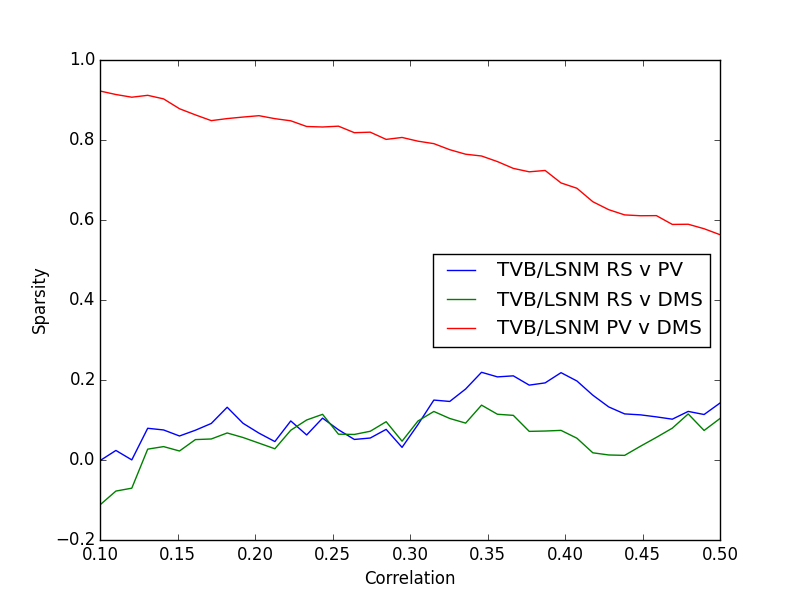 1.0
0.8
0.6
0.4
0.2
0.0
−0.2
Sparsity
TVB/LSNM RS v PV
TVB/LSNM RS v DMS
TVB/LSNM PV v DMS
0.10 0.15 0.20 0.25 0.30 0.35 0.40 0.45 0.50
Correlation